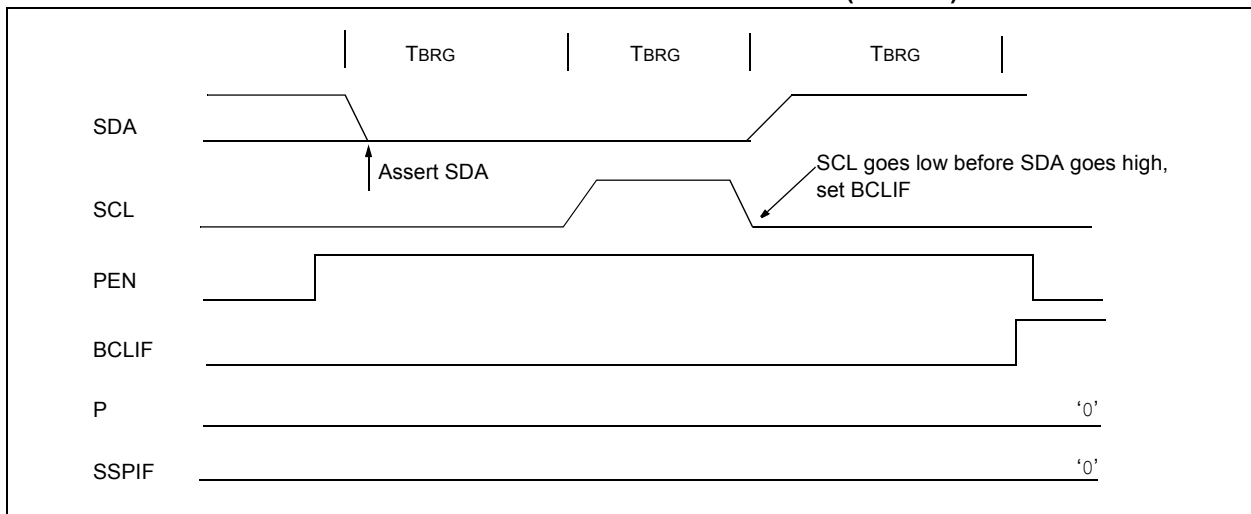 TBRG TBRG TBRG
SDA
Assert SDA
SCL goes low before SDA goes high,
set BCLIF
SCL
PEN
BCLIF
P
‘0’
SSPIF
‘0’